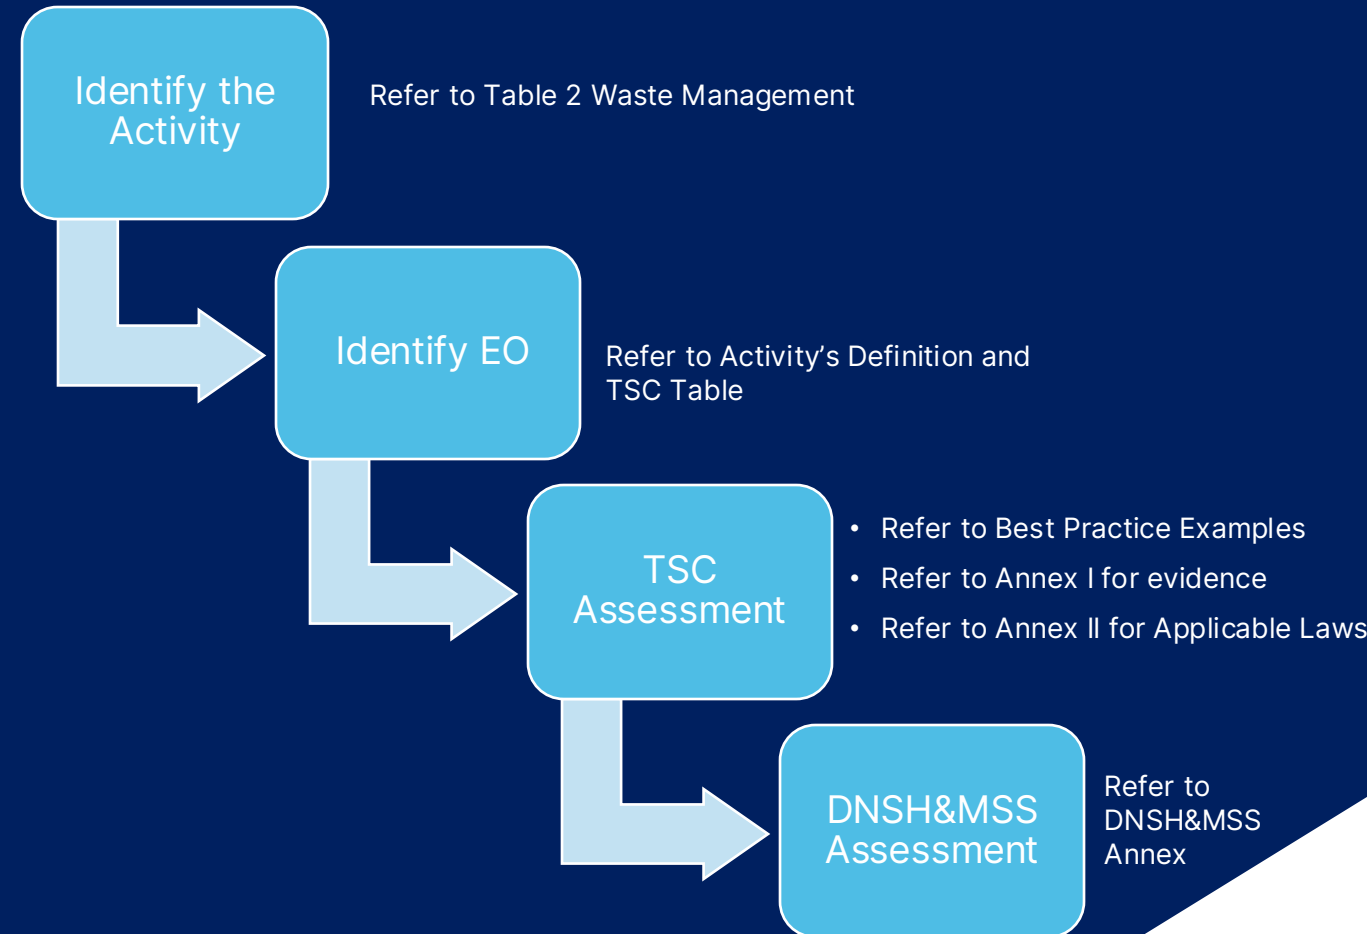 Identify the
Activity
Refer to Table 2 Waste Management
Identify EO
Refer to Activity’s Definition and
TSC Table
TSC
Assessment
• Refer to Best Practice Examples
• Refer to Annex I for evidence
• Refer to Annex II for Applicable Laws
DNSH&MSS
Assessment
Refer to
DNSH&MSS
Annex